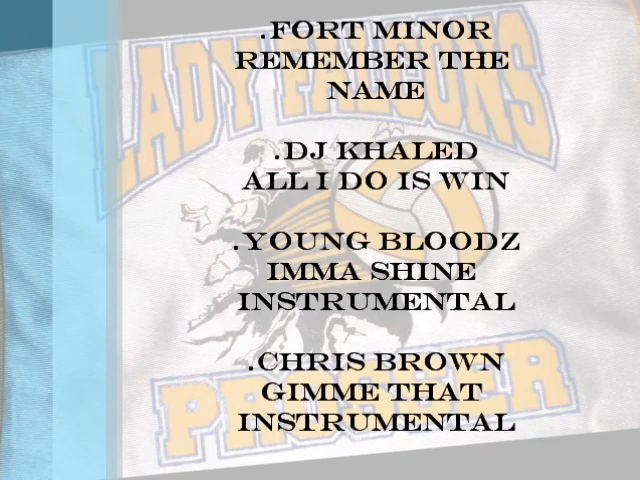 LADY FALCONS
.FORT MINOR
REMEMBER THE
NAME
.DJ KHALED
ALL I DO IS WIN
.YOUNG BLOODZ
IMMA SHINE
INSTRUMENTAL
.CHRIS BROWN
GIMME THAT
INSTRUMENTAL
PROSSER